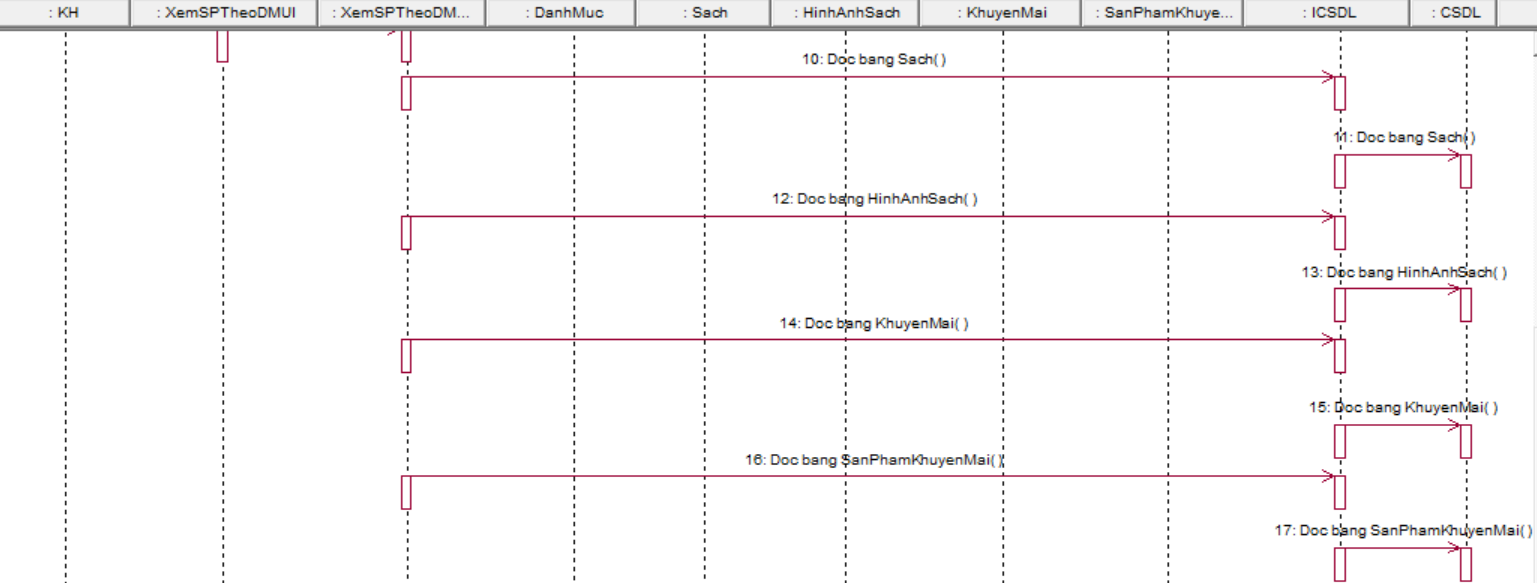 : KH
: XemSPTheoDMUI
: XemSPTheoDM...
: DanhMuc
: Sach
: HinhAnhSach
: KhuyenMai
: SanPhamKhuye...
: ICSDL
: CSDL
10: Doc bang Sach( )
11: Doc bang Sach( )
12: Doc bang HinhAnhSach( )
13: Doc bang HinhAnhSach( )
14: Doc bang KhuyenMai( )
15: Doc bang KhuyenMai( )
16: Doc bang SanPhamKhuyenMai( )
17: Doc bang SanPhamKhuyenMai( )